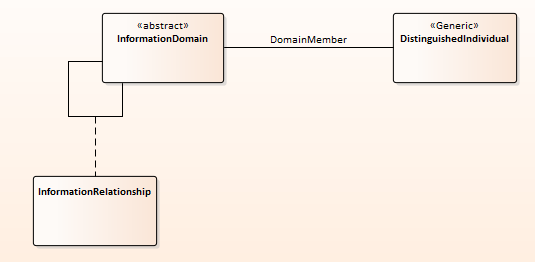 «abstract»
InformationDomain
DomainMember
«Generic»
DistinguishedIndividual
InformationRelationship